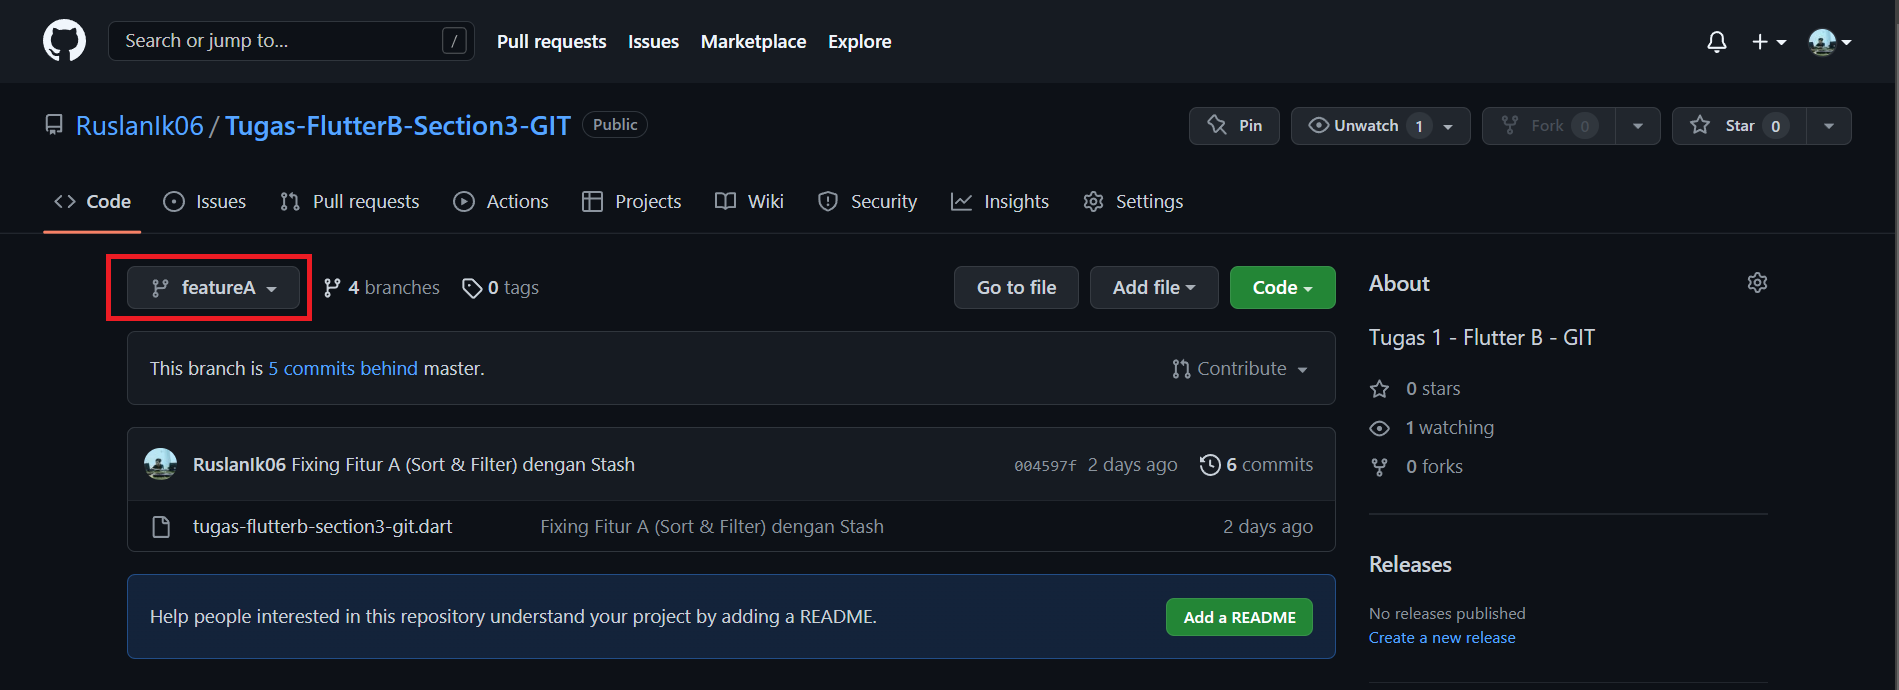 Search or jump to... /
Pull requests Issues Marketplace Explore
RuslanIk06 / Tugas-FlutterB-Section3-GIT Public
Pin Unwatch 1 Fork 0 Star 0
Code Issues Pull requests Actions Projects Wiki Security Insights Settings
featureA 4 branches 0 tags Go to file Add file Code
This branch is 5 commits behind master. Contribute
RuslanIk06 Fixing Fitur A (Sort & Filter) dengan Stash 004597f 2 days ago 6 commits
tugas-flutterb-section3-git.dart Fixing Fitur A (Sort & Filter) dengan Stash 2 days ago
Help people interested in this repository understand your project by adding a README. Add a README
About
Tugas 1 - Flutter B - GIT
0 stars
1 watching
0 forks
Releases
No releases published
Create a new release